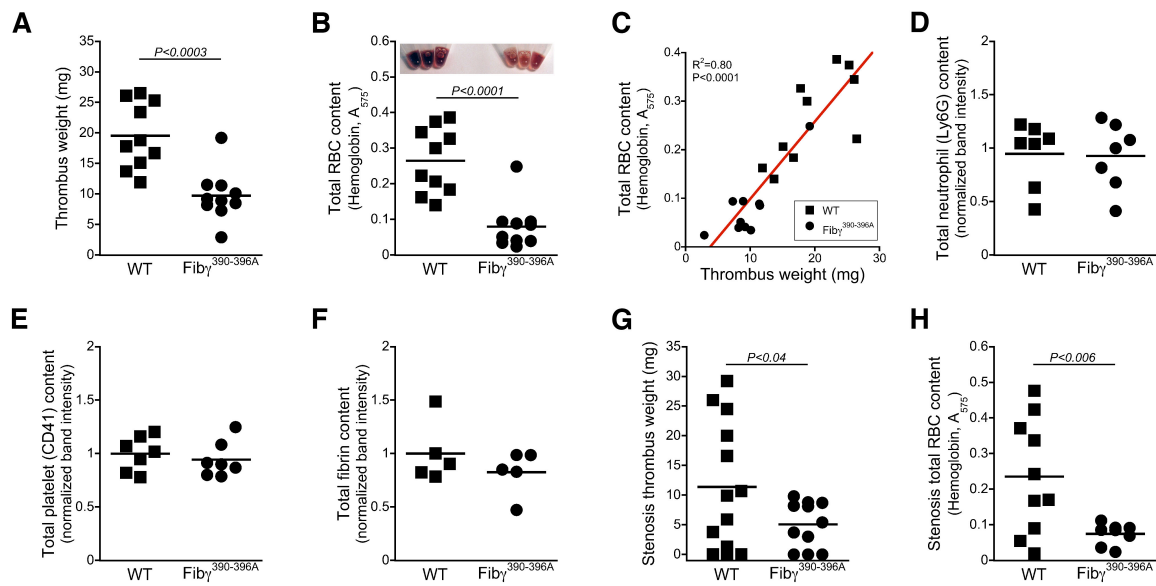 A
Thrombus weight (mg)
35
30
25
20
15
10
5
0
P<0.0003
WT
Fibγ390-396A
B
Total RBC content
(Hemoglobin, A575)
0.6
0.5
0.4
0.3
0.2
0.1
0
P<0.0001
WT
Fibγ390-396A
C
Total RBC content
(Hemoglobin, A575)
0.4
0.3
0.2
0.1
0
R2=0.80
P<0.0001
WT
Fibγ390-396A
0
10
20
30
Thrombus weight (mg)
D
Total neutrophil (Ly6G) content
(normalized band intensity)
2
1.5
1
0.5
0
WT
Fibγ390-396A
E
Total platelet (CD41) content
(normalized band intensity)
2
1.5
1
0.5
0
WT
Fibγ390-396A
F
Total fibrin content
(normalized band intensity)
2
1.5
1
0.5
0
WT
Fibγ390-396A
G
Stenosis thrombus weight (mg)
35
30
25
20
15
10
5
0
P<0.04
WT
Fibγ390-396A
H
Stenosis total RBC content
(Hemoglobin, A575)
0.6
0.5
0.4
0.3
0.2
0.1
0
P<0.006
WT
Fibγ390-396A